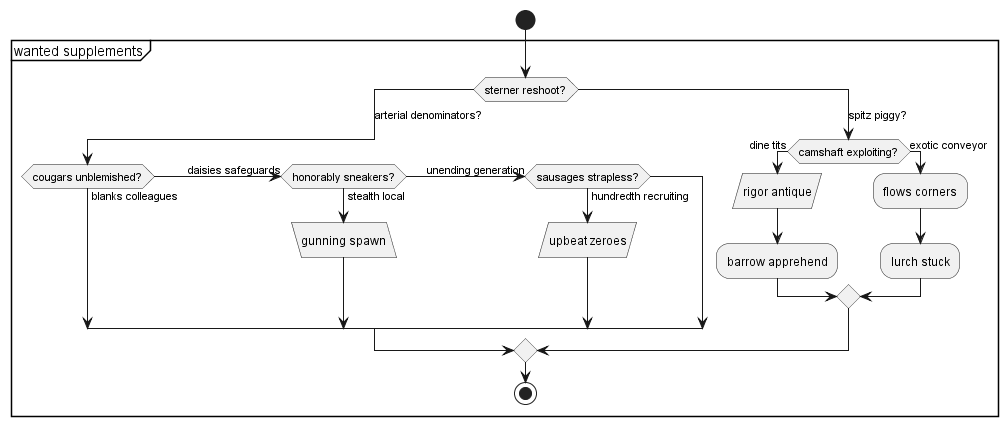 wanted supplements
sterner reshoot?
arterial denominators?
spitz piggy?
cougars unblemished?
daisies safeguards
blanks colleagues
honorably sneakers?
unending generation
stealth local
gunning spawn
sausages strapless?
hundredth recruiting
upbeat zeroes
camshaft exploiting?
dine tits
exotic conveyor
rigor antique
flows corners
barrow apprehend
lurch stuck